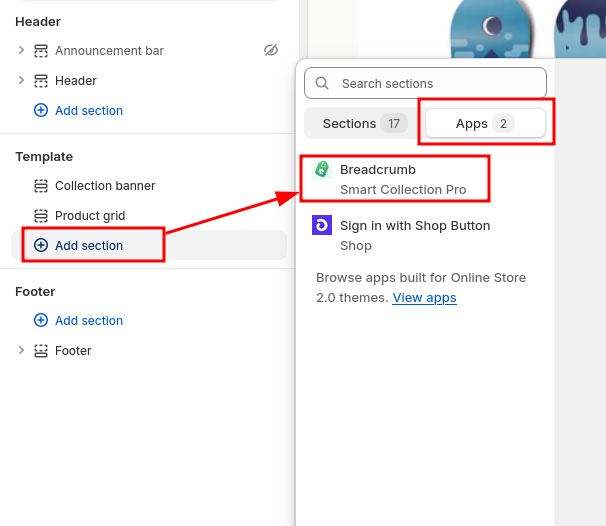 Header
Announcement bar
Header
Add section
Template
Collection banner
Product grid
Add section
Footer
Add section
Footer
Search sections
Sections 17
Apps 2
Breadcrumb
Smart Collection Pro
Sign in with Shop Button
Shop
Browse apps built for Online Store
2.0 themes. View apps